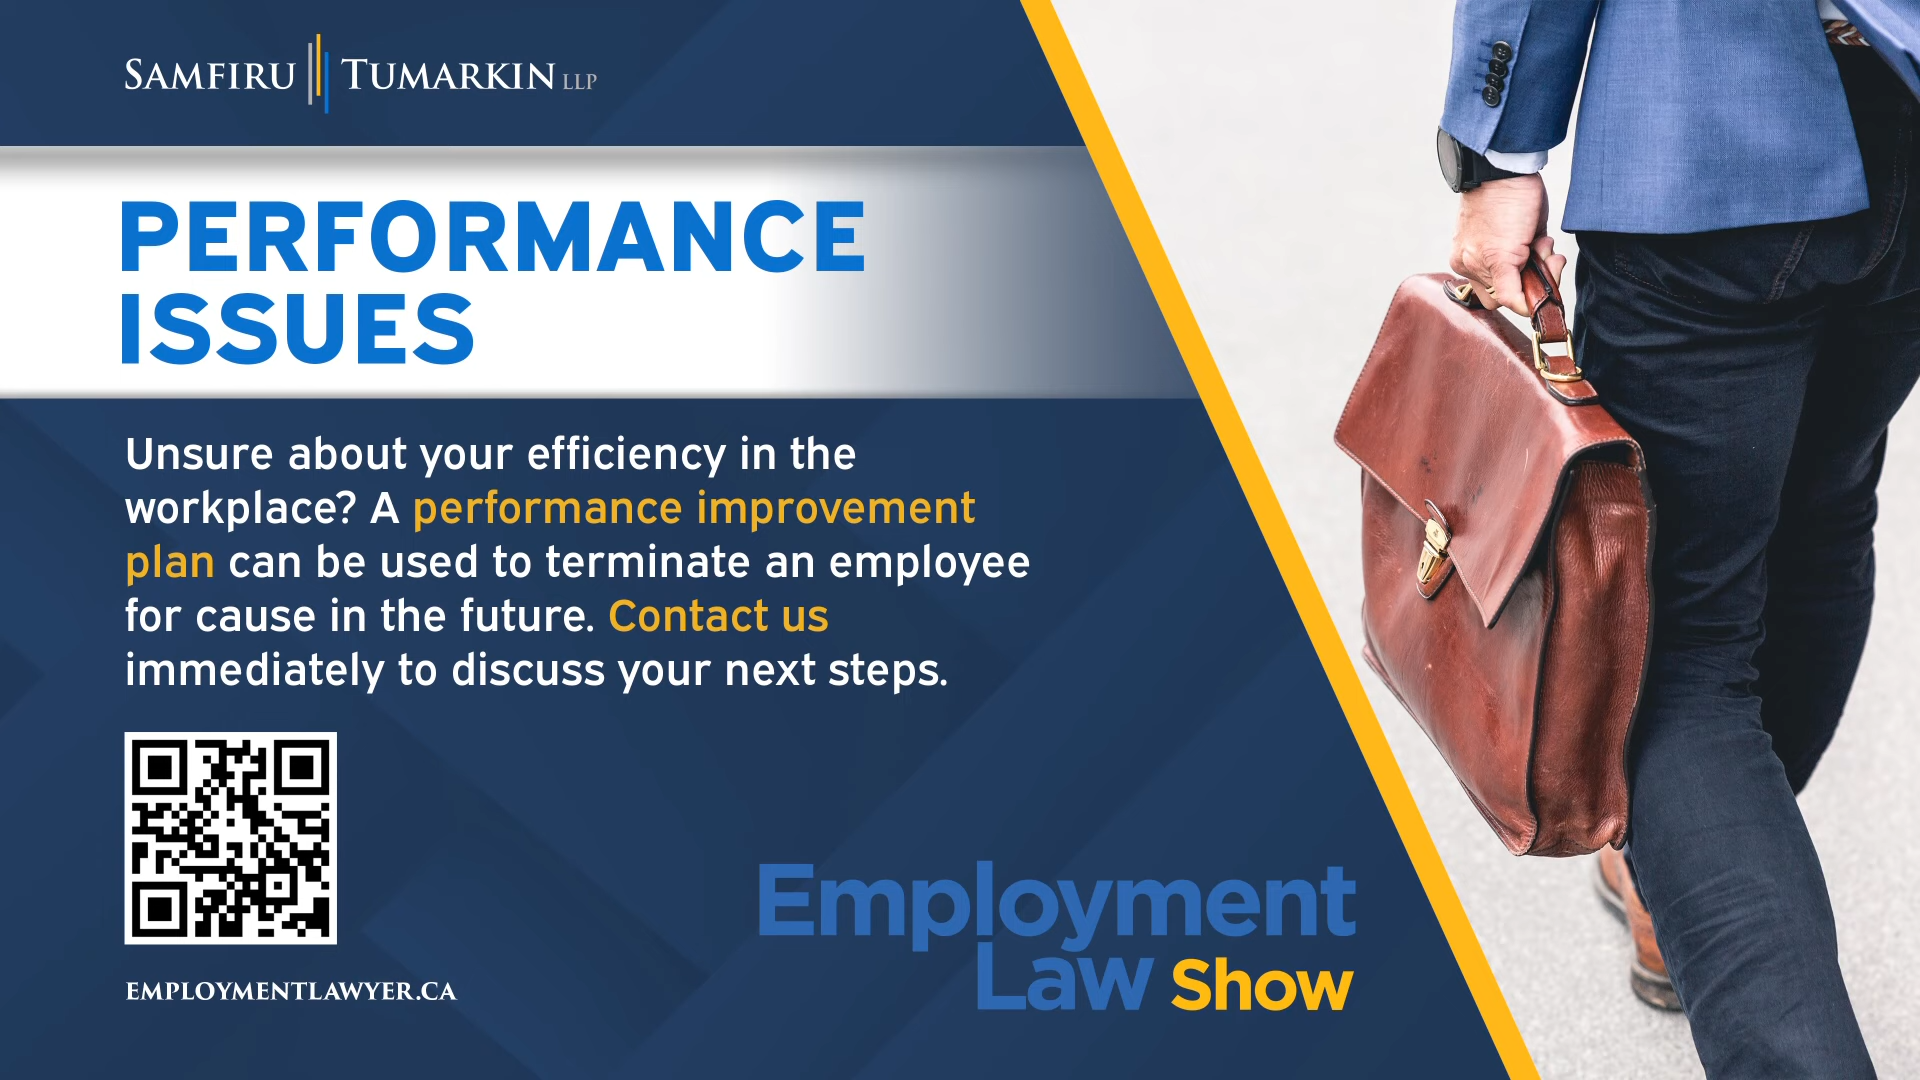 SAMFIRU TUMARKIN LLP
PERFORMANCE
ISSUES
Unsure about your efficiency in the
workplace? A performance improvement
plan can be used to terminate an employee
for cause in the future. Contact us
immediately to discuss your next steps.
EMPLOYMENTLAWYER.CA
Employment
Law Show